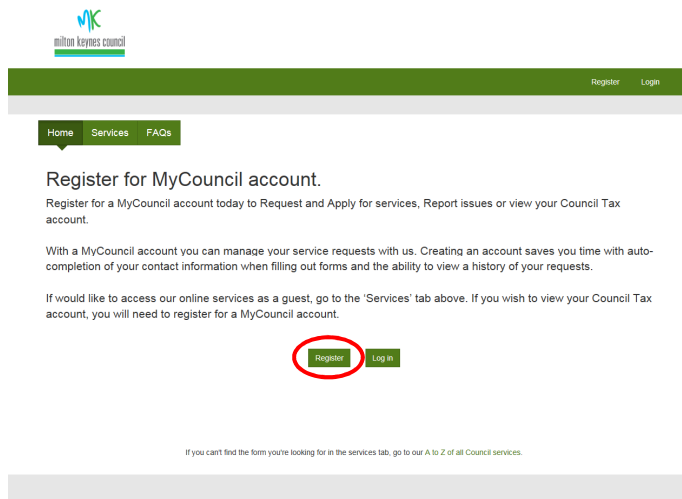 MK
milton keynes council
Register Login
Home Services FAQs
Register for MyCouncil account.
Register for a MyCouncil account today to Request and Apply for services, Report issues or view your Council Tax
account.
With a MyCouncil account you can manage your service requests with us. Creating an account saves you time with auto-
completion of your contact information when filling out forms and the ability to view a history of your requests.
If would like to access our online services as a guest, go to the 'Services' tab above. If you wish to view your Council Tax
account, you will need to register for a MyCouncil account.
Register Log in
If you can't find the form you're looking for in the services tab, go to our A to Z of all Council services.